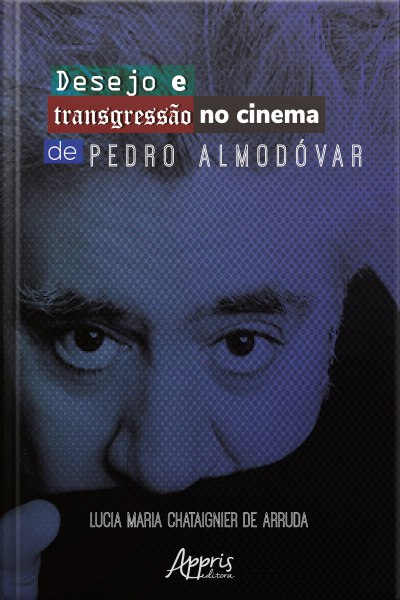 Desejo e
transgressão no cinema
de PEDRO ALMODÓVAR
LUCIA MARIA CHATAIGNIER DE ARRUDA
Appris
editora